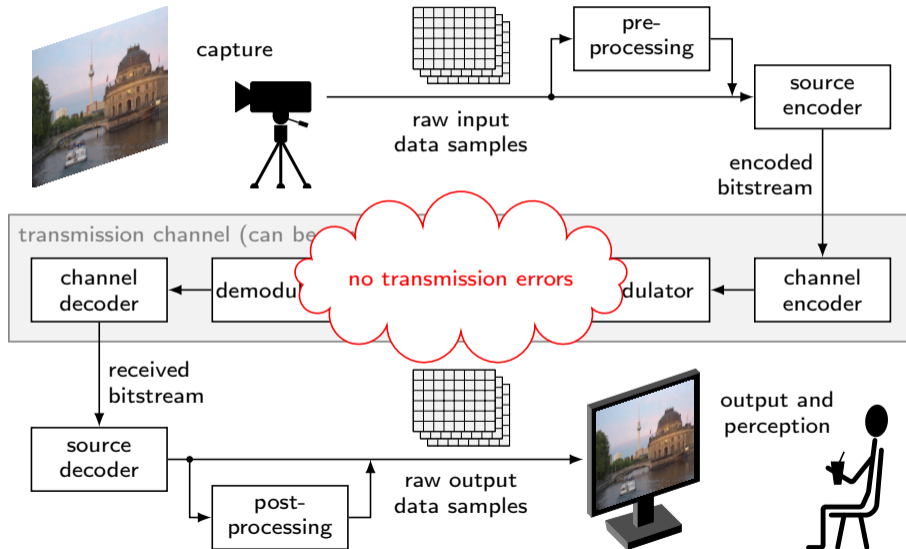 capture
pre-
processing
source
encoder
raw input
data samples
encoded
bitstream
transmission channel (can be
channel
decoder
demodu
no transmission errors
dulator
channel
encoder
received
bitstream
source
decoder
post-
processing
raw output
data samples
output and
perception